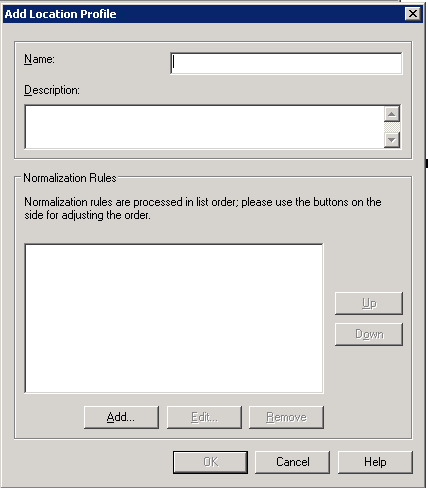 Add Location Profile
Name:
Description:
Normalization Rules
Normalization rules are processed in list order; please use the buttons on the
side for adjusting the order.
Up
Down
Add...
Edit...
Remove
OK
Cancel
Help